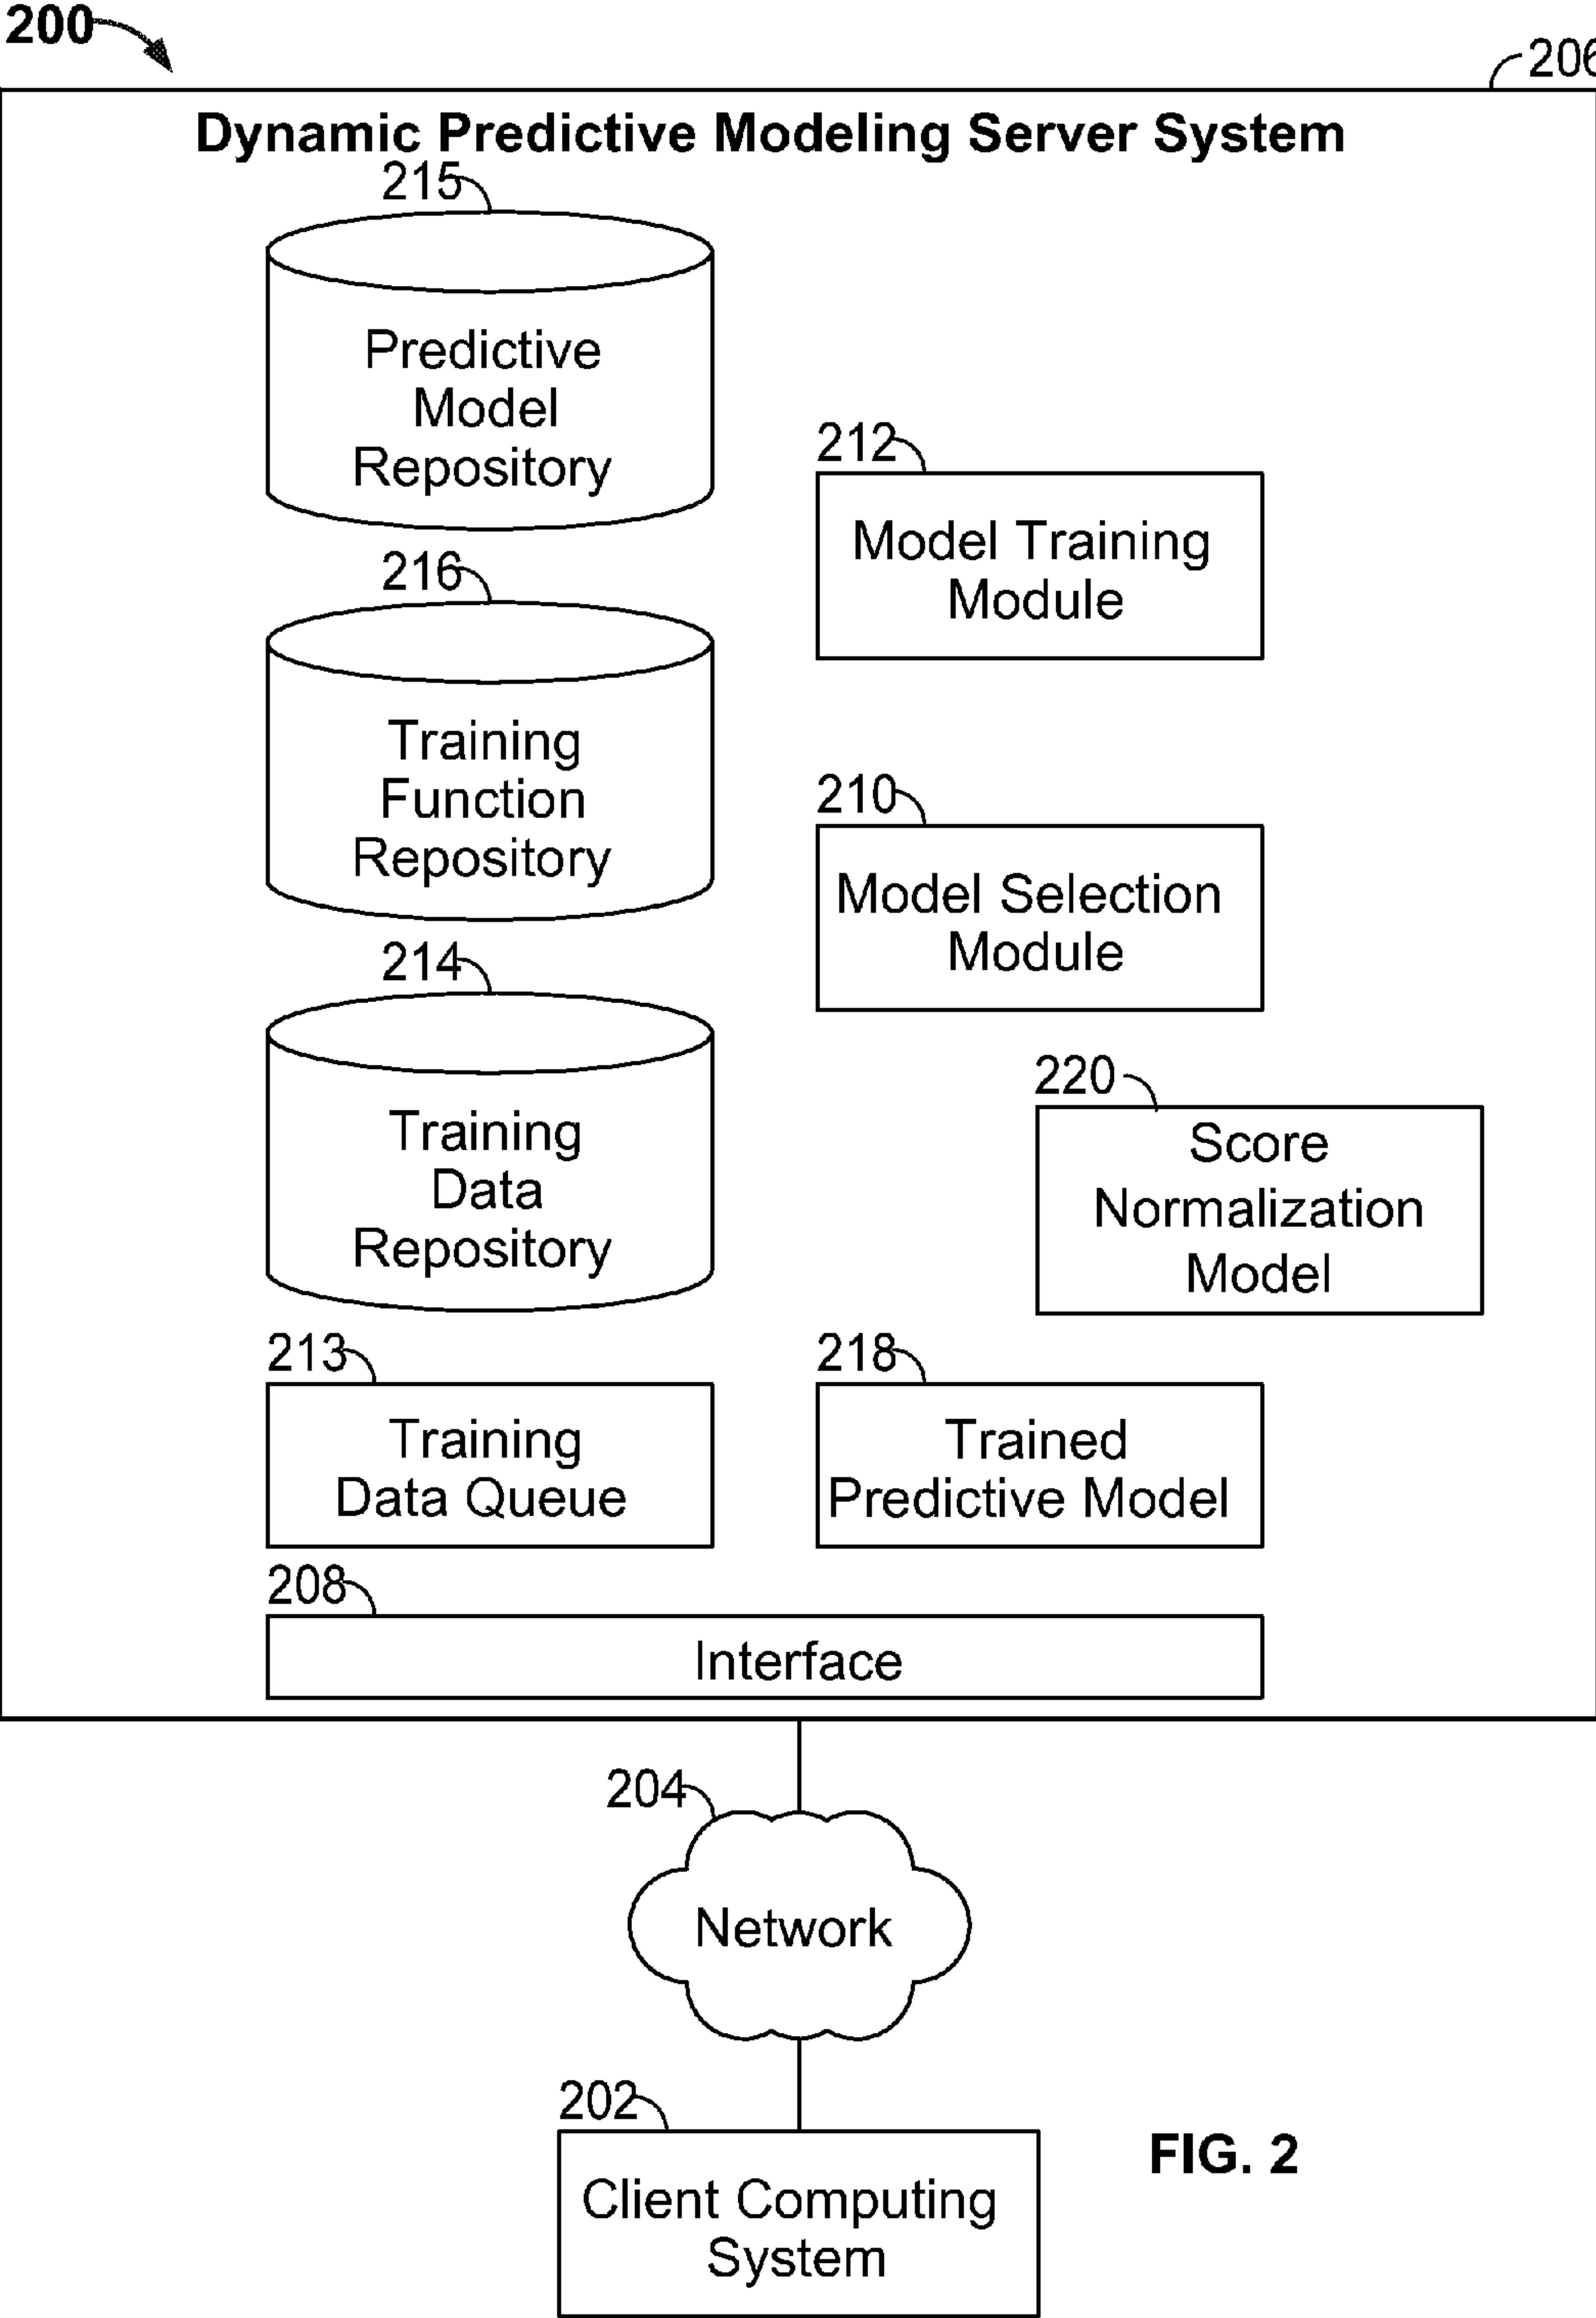 200
206
Dynamic Predictive Modeling Server System
215
Predictive
Model
Repository
212
Model Training
Module
216
Training
Function
Repository
210
Model Selection
Module
214
Training
Data
Repository
220
Score
Normalization
Model
213
Training
Data Queue
218
Trained
Predictive Model
208
Interface
204
Network
202
Client Computing
System
FIG. 2